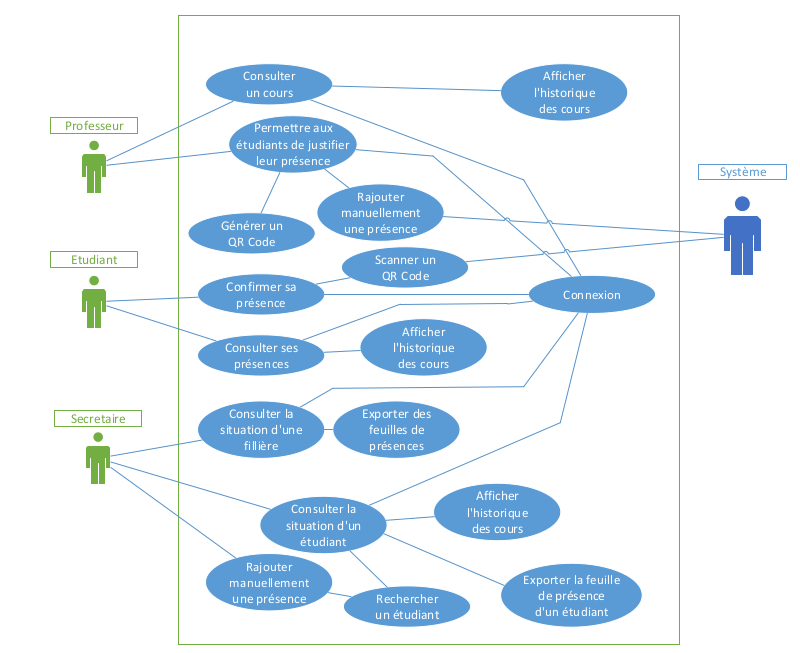 Consulter
un cours
Afficher
l'historique
des cours
Professeur
Permettre aux
étudiants de justifier
leur présence
Système
Rajouter
manuellement
une présence
Générer un
QR Code
Etudiant
Scanner un
QR Code
Confirmer sa
présence
Connexion
Consulter ses
présences
Afficher
l'historique
des cours
Secretaire
Consulter la
situation d'une
fillière
Exporter des
feuilles de
présences
Afficher
l'historique
des cours
Consulter la
situation d'un
étudiant
Rajouter
manuellement
une présence
Rechercher
un étudiant
Exporter la feuille
de présence
d'un étudiant